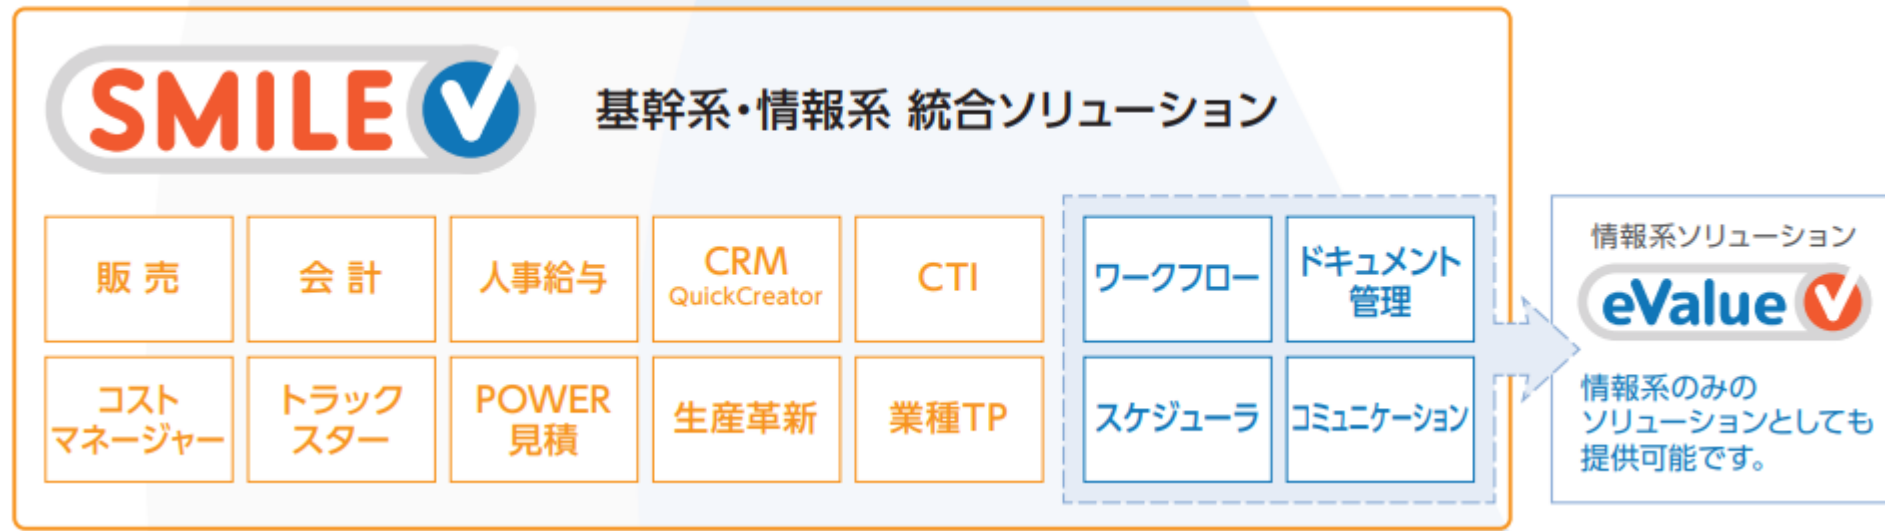 SMILE V
基幹系・情報系 統合ソリューション
販 売
会 計
人事給与
CRM
QuickCreator
CTI
ワークフロー
ドキュメント
管理
コスト
マネージャー
トラック
スター
POWER
見積
生産革新
業種TP
スケジューラ
コミュニケーション
情報系ソリューション
eValue V
情報系のみの
ソリューションとしても
提供可能です。